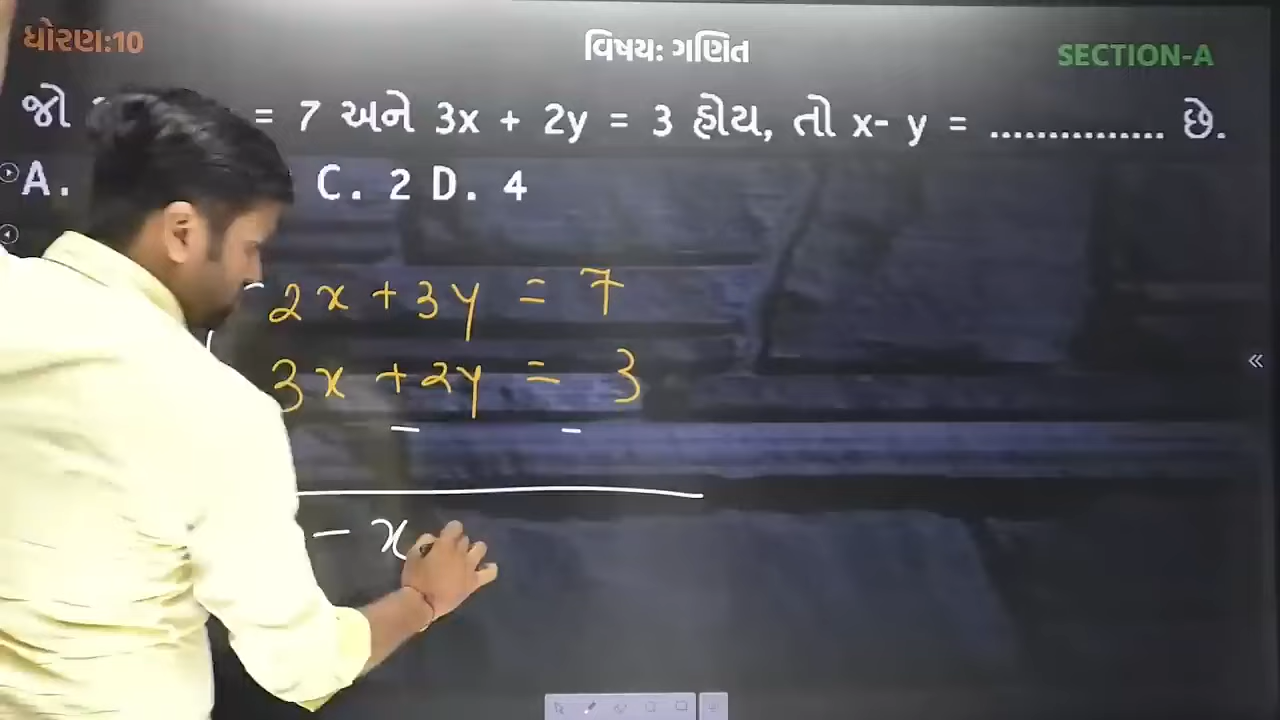 ધોરણ:10
વિષય: ગણિત
SECTION-A
જો = 7 અને 3x + 2y = 3 હોય, તો x- y = ............... છે.
A. C. 2 D. 4
2x + 3y = 7
3x + 2y = 3
- -
- x